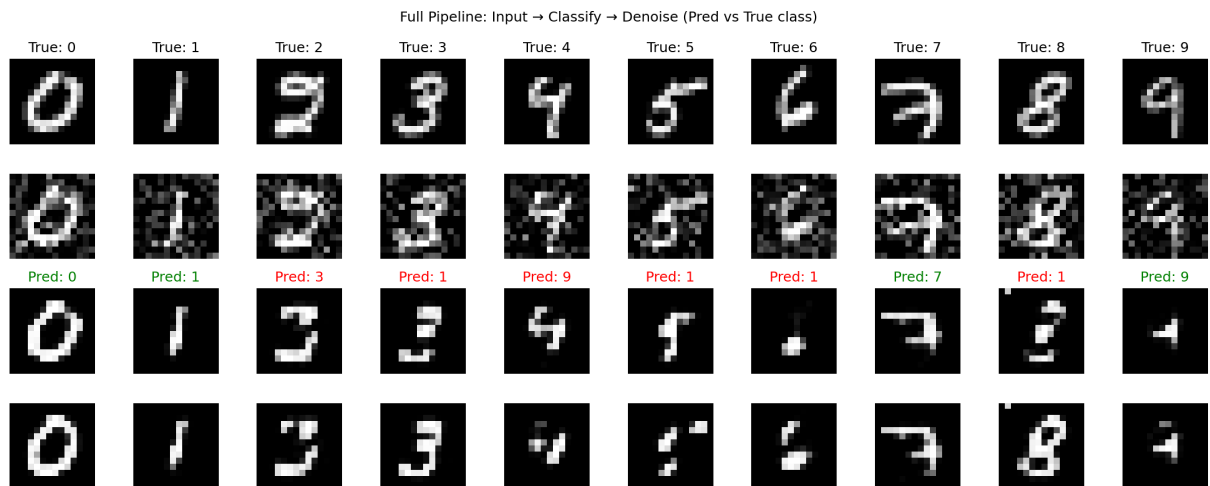 Full Pipeline: Input → Classify → Denoise (Pred vs True class)
True: 0 True: 1 True: 2 True: 3 True: 4 True: 5 True: 6 True: 7 True: 8 True: 9
Pred: 0 Pred: 1 Pred: 3 Pred: 1 Pred: 9 Pred: 1 Pred: 1 Pred: 7 Pred: 1 Pred: 9